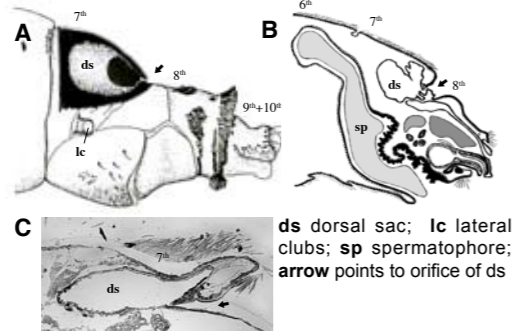 A
7th
ds
8th
9th+10th
lc
B
6th
7th
ds
8th
sp
C
7th
ds
ds dorsal sac; lc lateral
clubs; sp spermatophore;
arrow points to orifice of ds